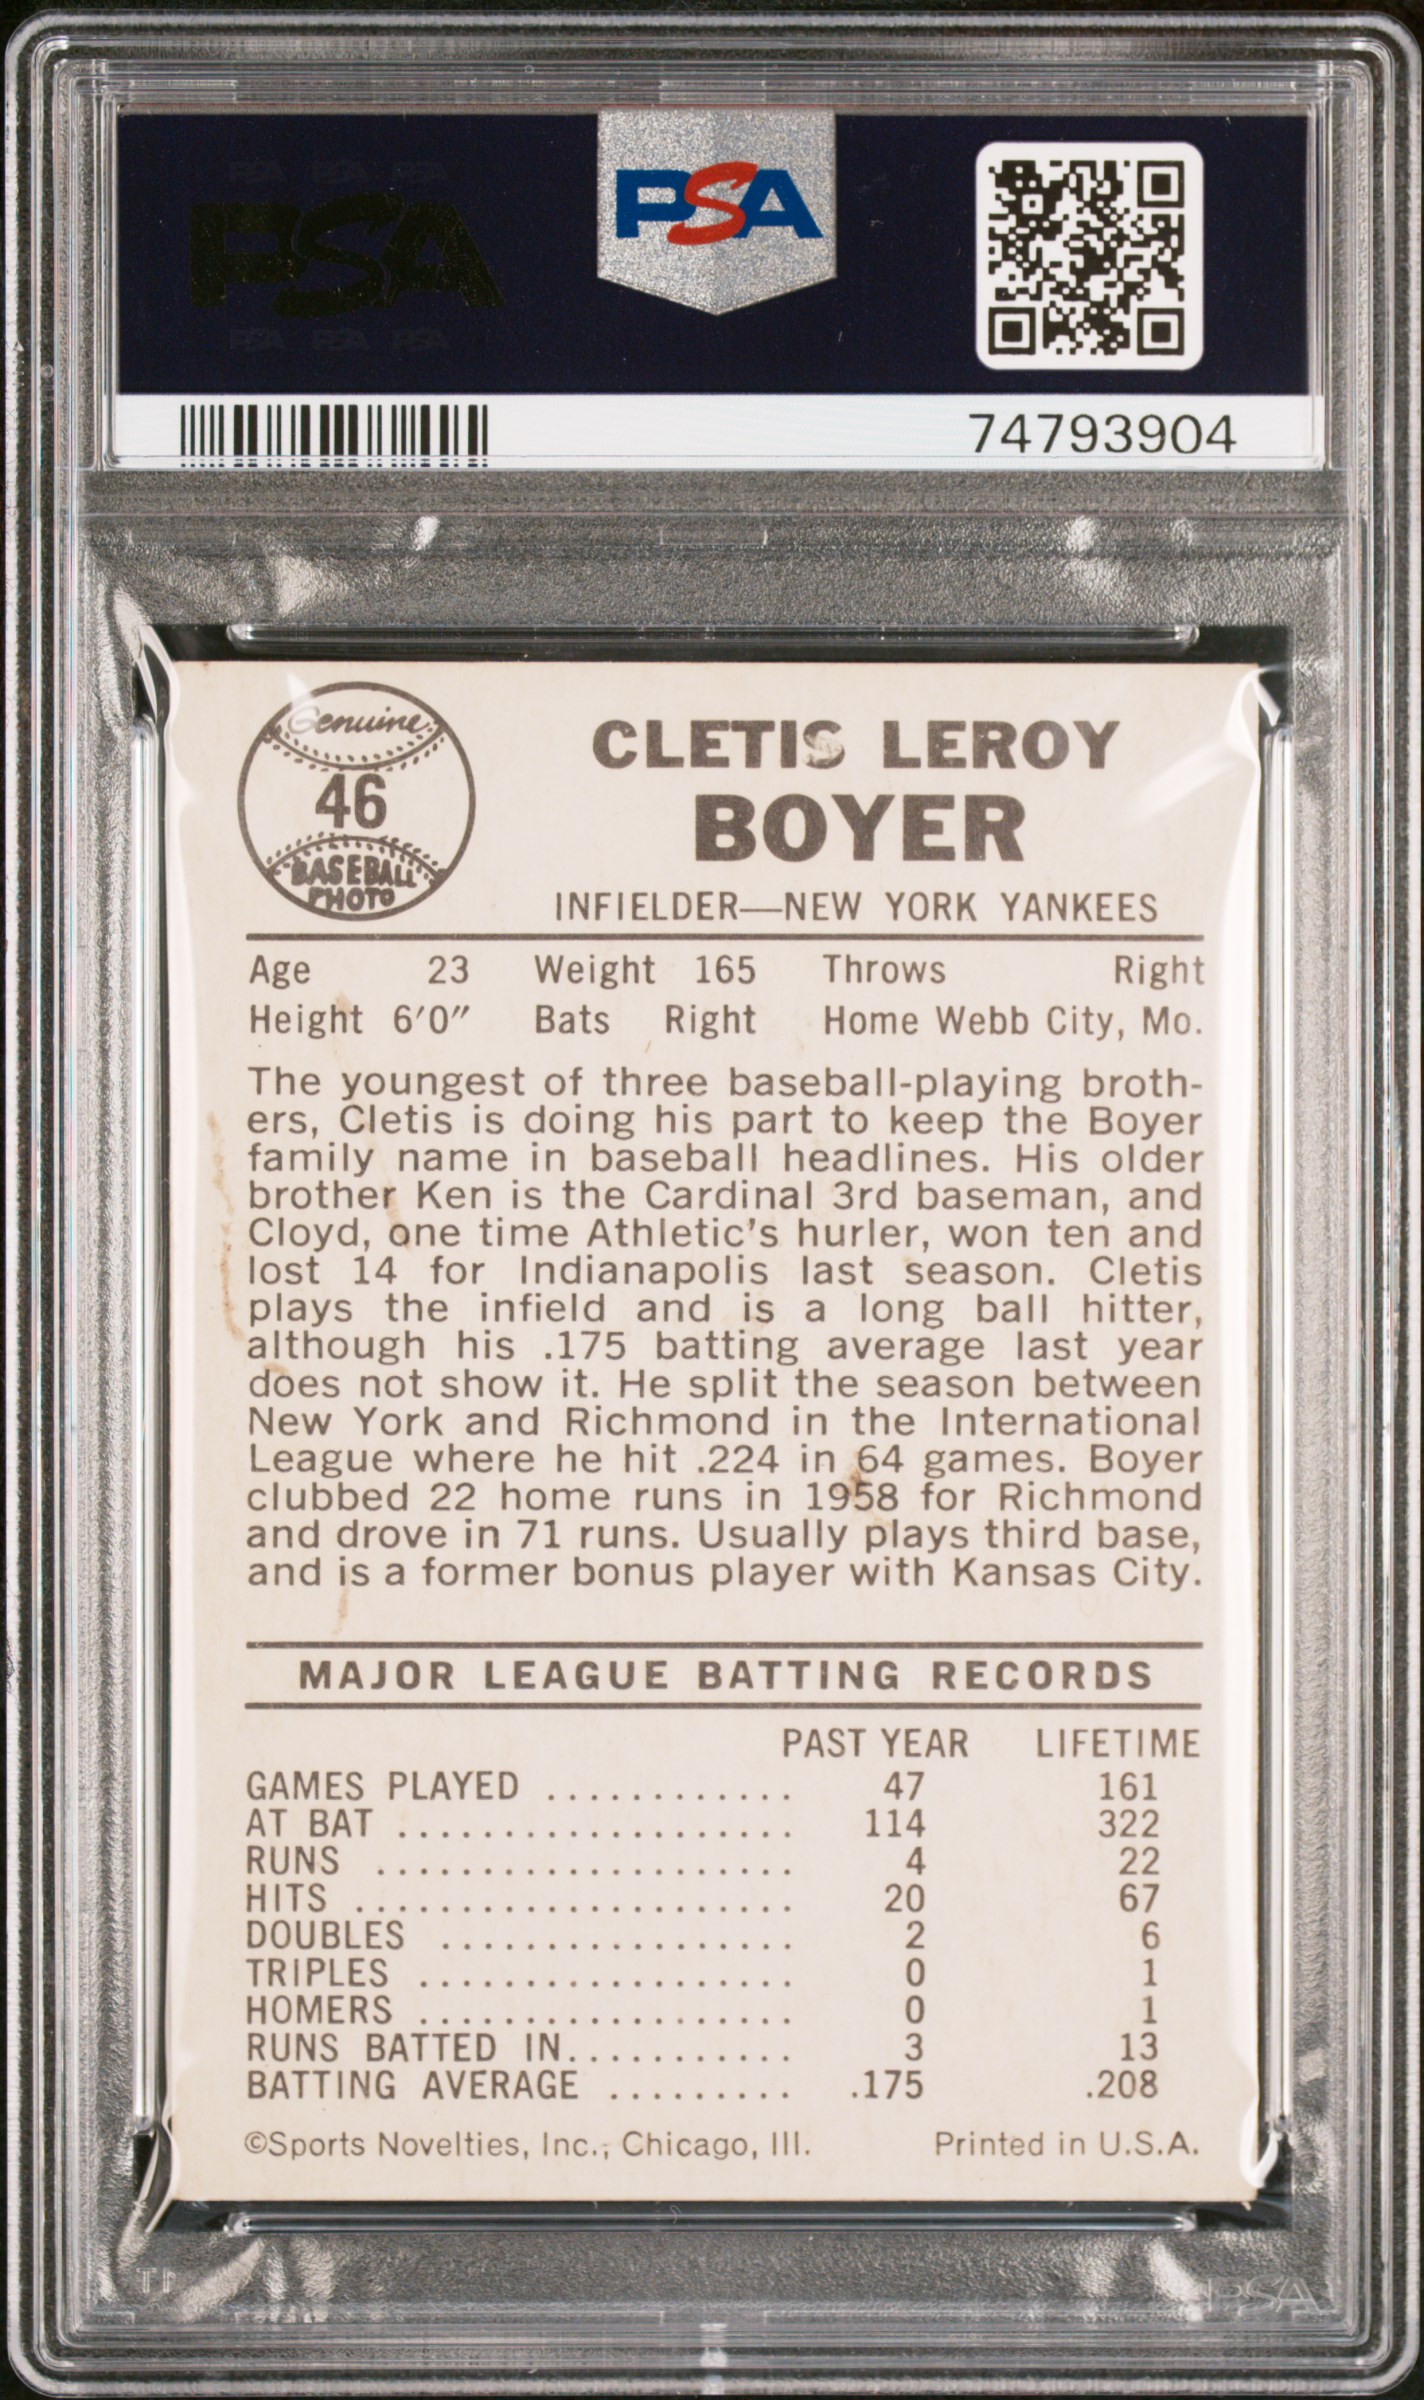 PSA PSA PSA
PSA
PSA PSA PSA
PSA
74793904
Genuine
46
BASEBALL
PHOTO
CLETIS LEROY
BOYER
INFIELDER—NEW YORK YANKEES
Age 23 Weight 165 Throws Right
Height 6'0" Bats Right Home Webb City, Mo.
The youngest of three baseball-playing broth-
ers, Cletis is doing his part to keep the Boyer
family name in baseball headlines. His older
brother Ken is the Cardinal 3rd baseman, and
Cloyd, one time Athletic's hurler, won ten and
lost 14 for Indianapolis last season. Cletis
plays the infield and is a long ball hitter,
although his .175 batting average last year
does not show it. He split the season between
New York and Richmond in the International
League where he hit .224 in 64 games. Boyer
clubbed 22 home runs in 1958 for Richmond
and drove in 71 runs. Usually plays third base,
and is a former bonus player with Kansas City.
MAJOR LEAGUE BATTING RECORDS
PAST YEAR LIFETIME
GAMES PLAYED ............ 47 161
AT BAT ................... 114 322
RUNS .................... 4 22
HITS ..................... 20 67
DOUBLES ................. 2 6
TRIPLES .................. 0 1
HOMERS .................. 0 1
RUNS BATTED IN........... 3 13
BATTING AVERAGE ......... .175 .208
©Sports Novelties, Inc., Chicago, Ill. Printed in U.S.A.
PSA